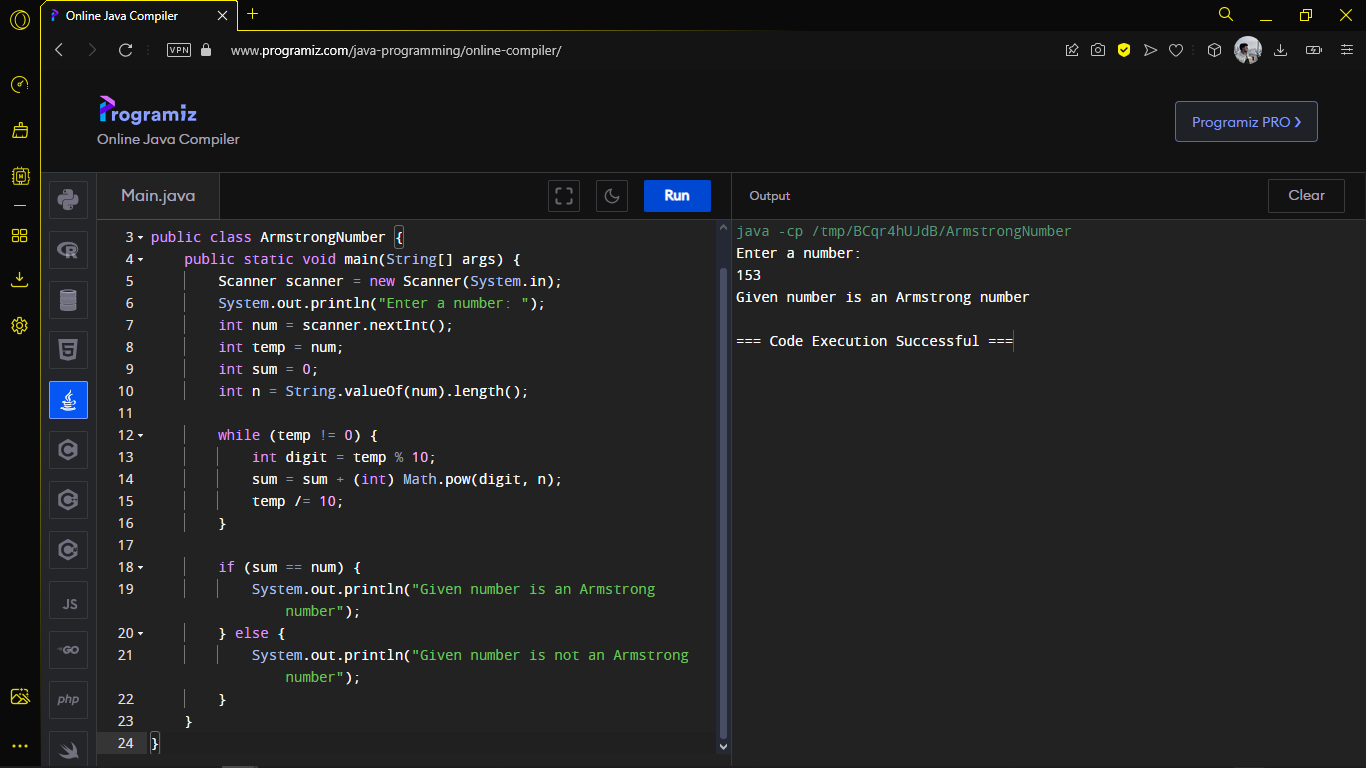 Online Java Compiler
VPN
www.programiz.com/java-programming/online-compiler/
Programiz
Online Java Compiler
Programiz PRO ❯
Main.java
Run
Output
Clear
3 public class ArmstrongNumber {
4 public static void main(String[] args) {
5 Scanner scanner = new Scanner(System.in);
6 System.out.println("Enter a number: ");
7 int num = scanner.nextInt();
8 int temp = num;
9 int sum = 0;
10 int n = String.valueOf(num).length();
11
12 while (temp != 0) {
13 int digit = temp % 10;
14 sum = sum + (int) Math.pow(digit, n);
15 temp /= 10;
16 }
17
18 if (sum == num) {
19 System.out.println("Given number is an Armstrong
number");
20 } else {
21 System.out.println("Given number is not an Armstrong
number");
22 }
23 }
24 }
java -cp /tmp/BCqr4hUJdB/ArmstrongNumber
Enter a number:
153
Given number is an Armstrong number
=== Code Execution Successful ===
JS
GO
php